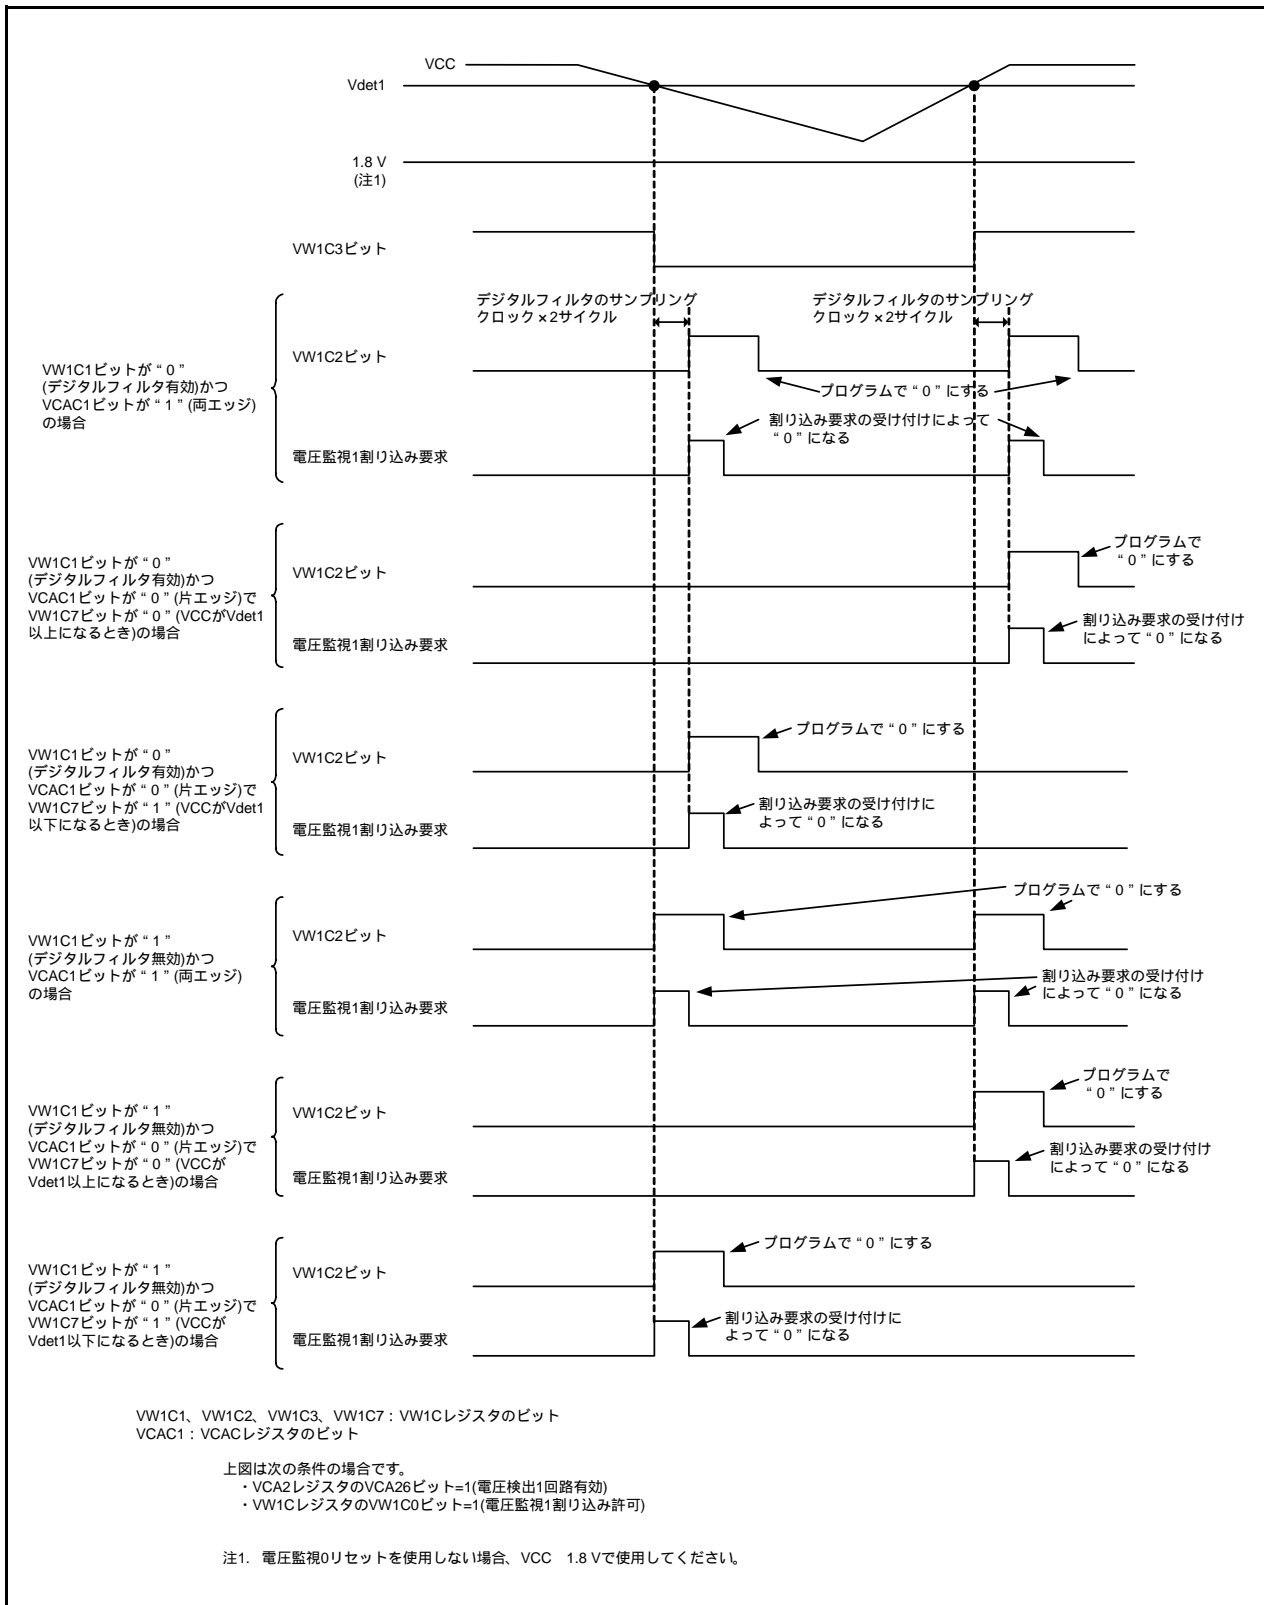 VCC
Vdet1
1.8 V
(注1)
VW1C3ビット
デジタルフィルタのサンプリング
クロック×2サイクル
デジタルフィルタのサンプリング
クロック×2サイクル
VW1C1ビットが“0”
(デジタルフィルタ有効)かつ
VCAC1ビットが“1”(両エッジ)
の場合
VW1C2ビット
プログラムで“0”にする
割り込み要求の受け付けによって
“0”になる
電圧監視1割り込み要求
VW1C1ビットが“0”
(デジタルフィルタ有効)かつ
VCAC1ビットが“0”(片エッジ)で
VW1C7ビットが“0”(VCCがVdet1
以上になるとき)の場合
VW1C2ビット
プログラムで
“0”にする
電圧監視1割り込み要求
割り込み要求の受け付け
によって“0”になる
VW1C1ビットが“0”
(デジタルフィルタ有効)かつ
VCAC1ビットが“0”(片エッジ)で
VW1C7ビットが“1”(VCCがVdet1
以下になるとき)の場合
VW1C2ビット
プログラムで“0”にする
電圧監視1割り込み要求
割り込み要求の受け付けに
よって“0”になる
VW1C1ビットが“1”
(デジタルフィルタ無効)かつ
VCAC1ビットが“1”(両エッジ)
の場合
VW1C2ビット
プログラムで“0”にする
電圧監視1割り込み要求
割り込み要求の受け付け
によって“0”になる
VW1C1ビットが“1”
(デジタルフィルタ無効)かつ
VCAC1ビットが“0”(片エッジ)で
VW1C7ビットが“0”(VCCが
Vdet1以上になるとき)の場合
VW1C2ビット
プログラムで
“0”にする
電圧監視1割り込み要求
割り込み要求の受け付け
によって“0”になる
VW1C1ビットが“1”
(デジタルフィルタ無効)かつ
VCAC1ビットが“0”(片エッジ)で
VW1C7ビットが“1”(VCCが
Vdet1以下になるとき)の場合
VW1C2ビット
プログラムで“0”にする
電圧監視1割り込み要求
割り込み要求の受け付けに
よって“0”になる
VW1C1、VW1C2、VW1C3、VW1C7：VW1Cレジスタのビット
VCAC1：VCACレジスタのビット
上図は次の条件の場合です。
・VCA2レジスタのVCA26ビット=1(電圧検出1回路有効)
・VW1CレジスタのVW1C0ビット=1(電圧監視1割り込み許可)
注1. 電圧監視0リセットを使用しない場合、VCC 1.8 Vで使用してください。